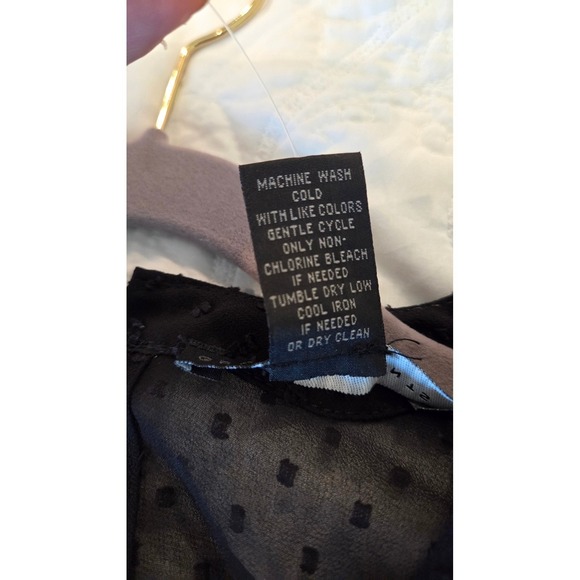 MACHINE WASH
COLD
WITH LIKE COLORS
GENTLE CYCLE
ONLY NON-
CHLORINE BLEACH
IF NEEDED
TUMBLE DRY LOW
COOL IRON
IF NEEDED
OR DRY CLEAN